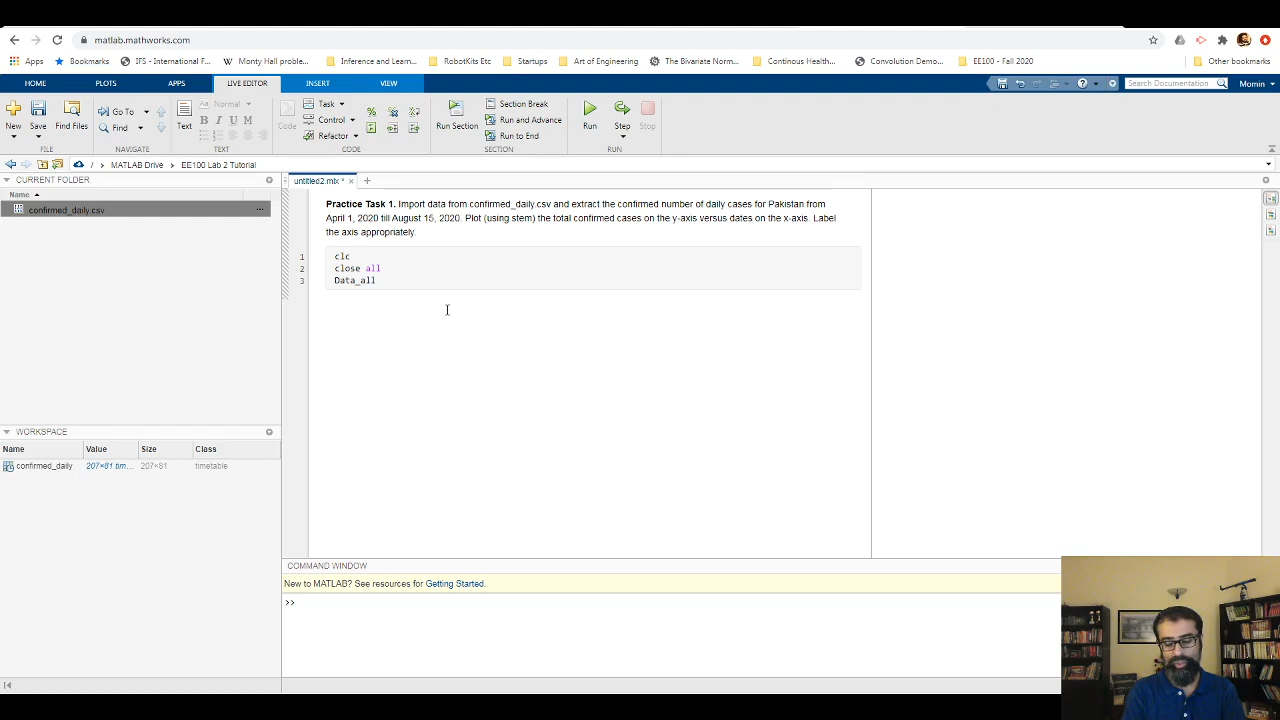 matlab.mathworks.com
Apps Bookmarks IFS - International F... Monty Hall proble... Inference and Learn... RobotKits Etc Startups Art of Engineering The Bivariate Norm... Continous Health... Convolution Demo... EE100 - Fall 2020 Other bookmarks
HOME PLOTS APPS LIVE EDITOR INSERT VIEW Search Documentation Momin
New Save Find Files Go To Find Text Normal B I U M Code Task Control Refactor Run Section Section Break Run and Advance Run to End Run Step Stop
FILE NAVIGATE TEXT CODE SECTION RUN
/ MATLAB Drive EE100 Lab 2 Tutorial
CURRENT FOLDER
Name
confirmed_daily.csv
untitled2.mlx *
Practice Task 1. Import data from coinfirmed_daily.csv and extract the confirmed number of daily cases for Pakistan from
April 1, 2020 till August 15, 2020. Plot (using stem) the total confirmed cases on the y-axis versus dates on the x-axis. Label
the axis appropriately.
1 clc
2 close all
3 Data_all
WORKSPACE
Name Value Size Class
confirmed_daily 207×81 tim... 207×81 timetable
COMMAND WINDOW
New to MATLAB? See resources for Getting Started.
>>